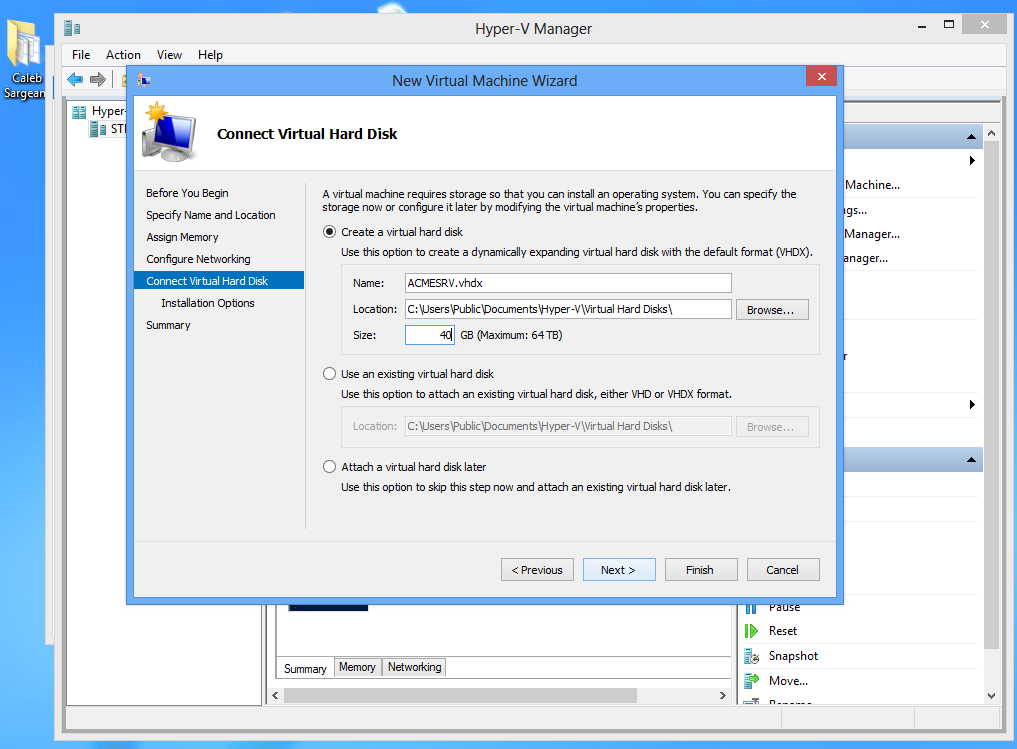 Hyper-V Manager
Caleb
Sargean
File Action View Help
New Virtual Machine Wizard
Hyper-
Connect Virtual Hard Disk
Before You Begin
Specify Name and Location
Assign Memory
Configure Networking
Connect Virtual Hard Disk
Installation Options
Summary
A virtual machine requires storage so that you can install an operating system. You can specify the
storage now or configure it later by modifying the virtual machine's properties.
Create a virtual hard disk
Use this option to create a dynamically expanding virtual hard disk with the default format (VHDX).
Name: ACMESRV.vhdx
Location: C:\Users\Public\Documents\Hyper-V\Virtual Hard Disks\ Browse...
Size: 40 GB (Maximum: 64 TB)
Use an existing virtual hard disk
Use this option to attach an existing virtual hard disk, either VHD or VHDX format.
Location: C:\Users\Public\Documents\Hyper-V\Virtual Hard Disks\ Browse...
Attach a virtual hard disk later
Use this option to skip this step now and attach an existing virtual hard disk later.
< Previous Next > Finish Cancel
Machine...
ngs...
Manager...
anager...
Summary Memory Networking
Pause
Reset
Snapshot
Move...